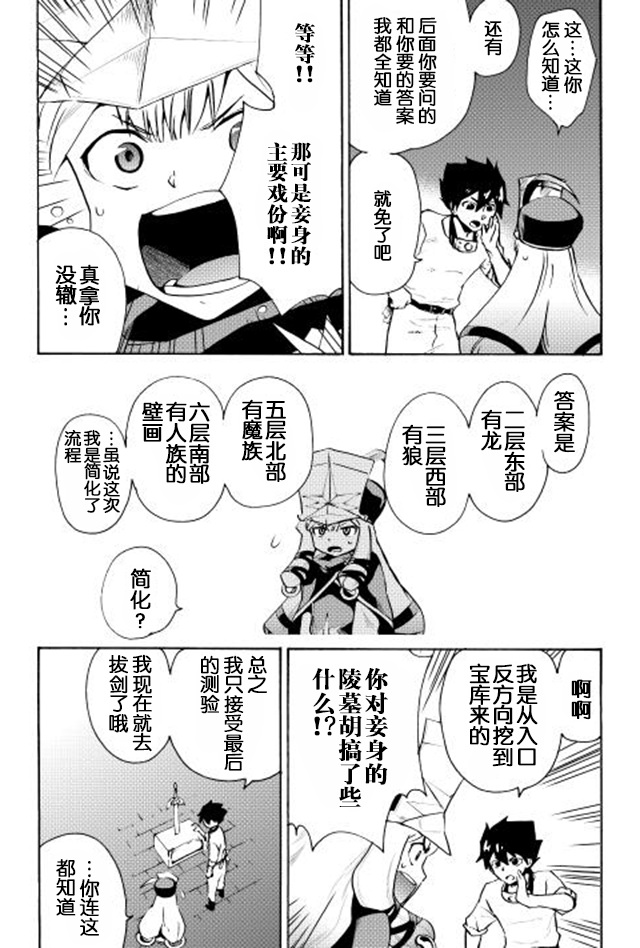 这…这你
怎么知道…
还有
后面你要问的
和你要的答案
我都全知道
就免了吧
等等!!
那可是妾身的
主要戏份啊!!
真拿你
没辙…
答案是
二层东部
有龙
三层西部
有狼
五层北部
有魔族
六层南部
有人族的
壁画
…虽说这次
我是简化了
流程
简化？
啊啊
我是从入口
反方向挖到
宝库来的
你对妾身的
陵墓胡搞了些
什么!?
总之
我只接受最后
的测验
我现在就去
拔剑了哦
…你连这
都知道